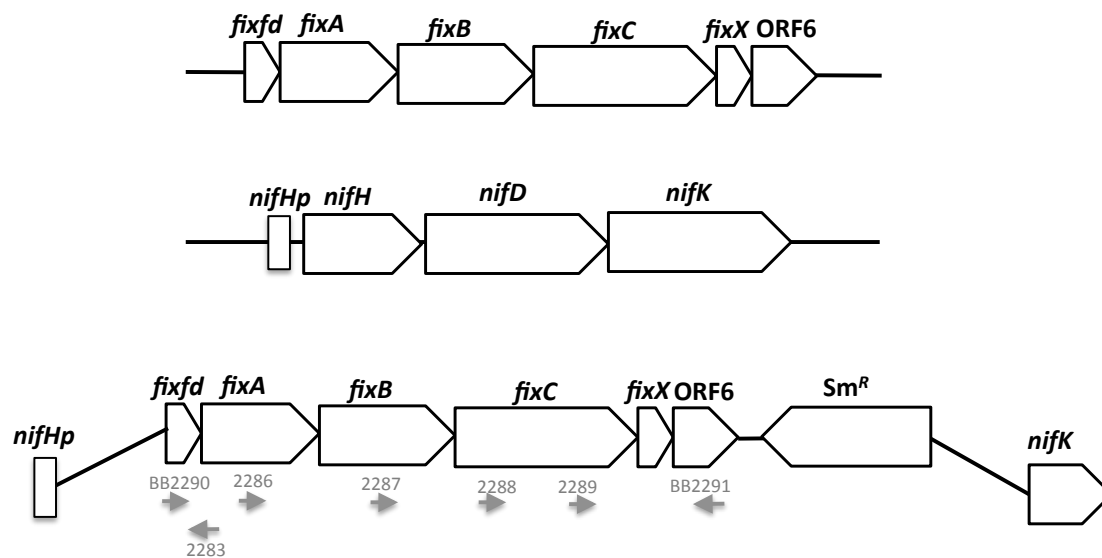 fixfd fixA fixB fixC fixX ORF6
nifHp nifH nifD nifK
fixfd fixA fixB fixC fixX ORF6 Smᴿ
nifHp nifK
BB2290 2286 2287 2288 2289 BB2291
2283